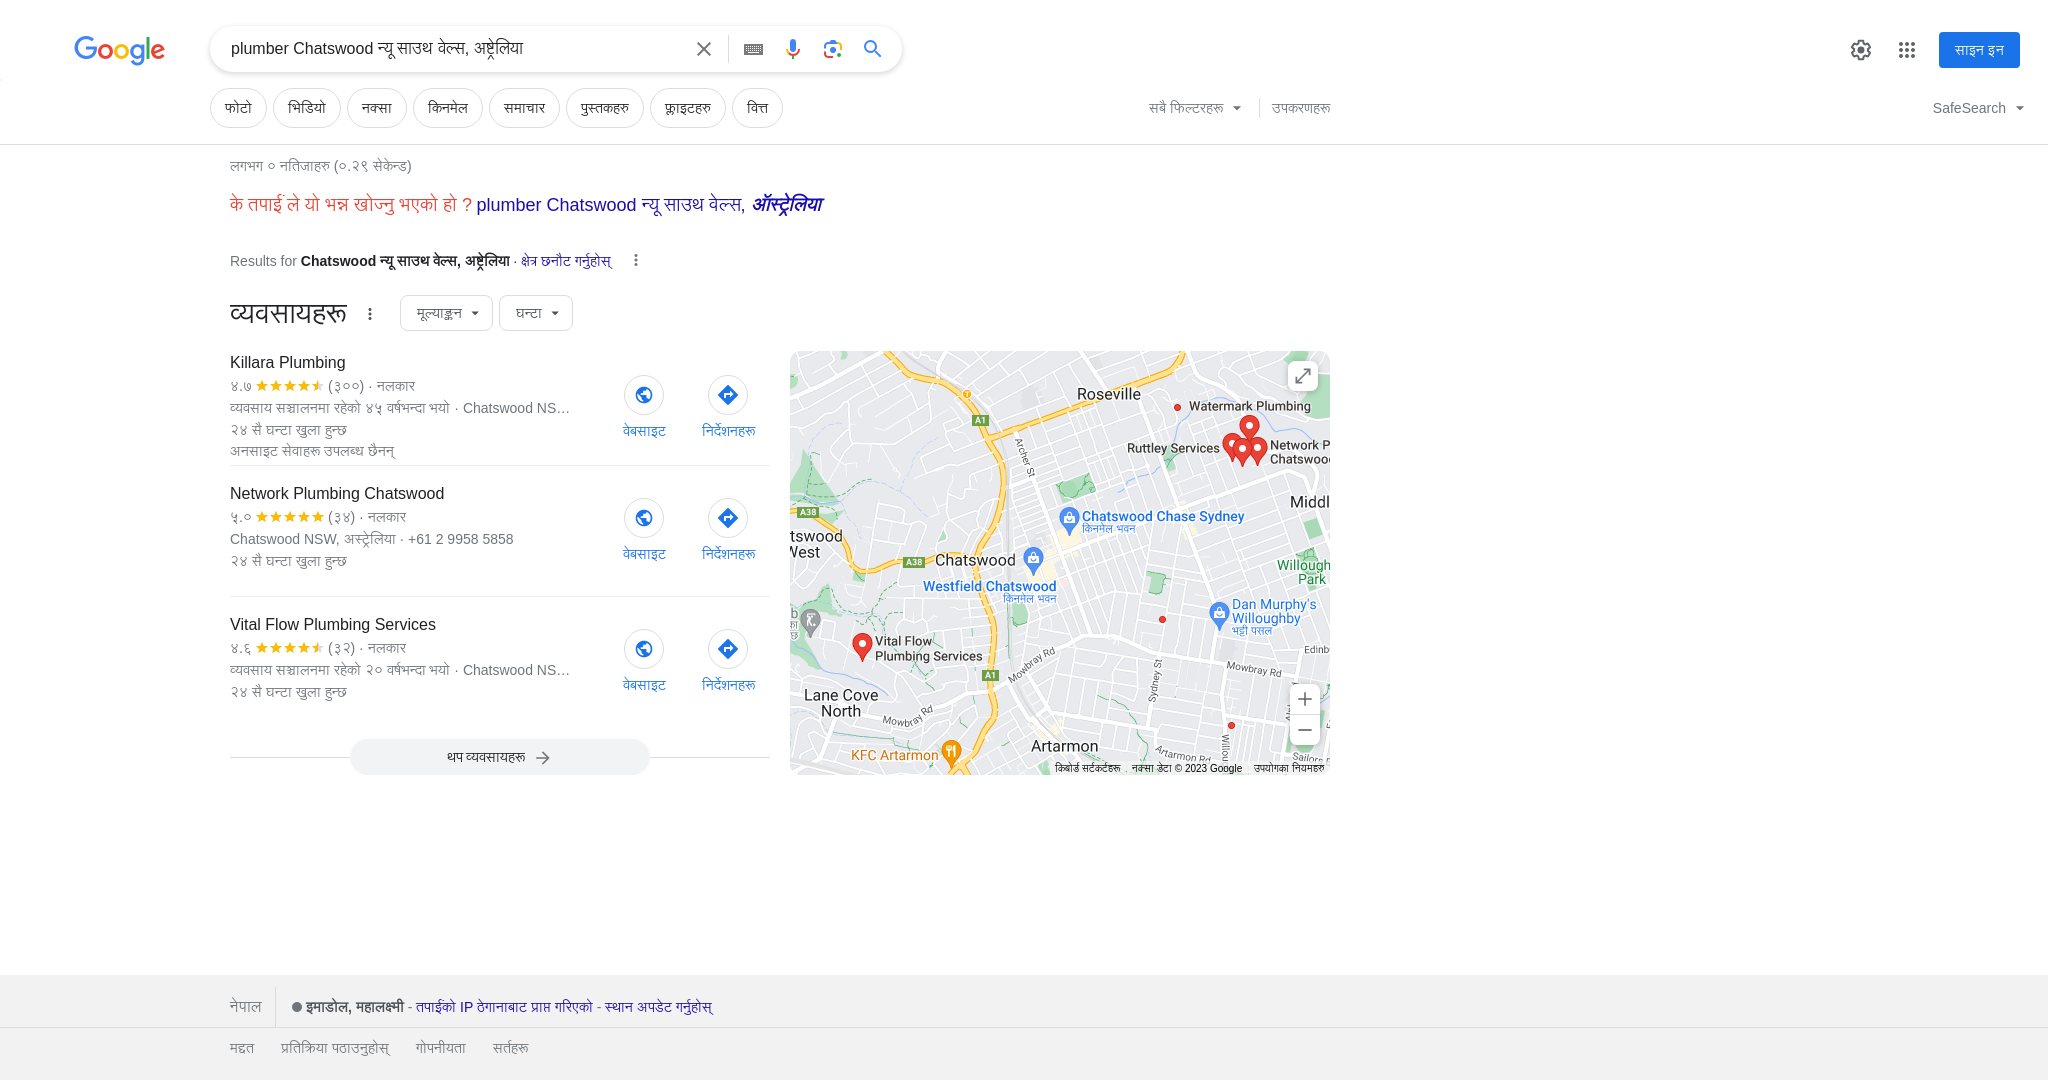 Google
plumber Chatswood न्यू साउथ वेल्स, अष्ट्रेलिया
साइन इन
फोटो
भिडियो
नक्सा
किनमेल
समाचार
पुस्तकहरु
फ्लाइटहरु
वित्त
सबै फिल्टरहरू
उपकरणहरू
SafeSearch
लगभग ० नतिजाहरु (०.२९ सेकेन्ड)
के तपाईंले यो भन्न खोज्नु भएको हो ? plumber Chatswood न्यू साउथ वेल्स, ऑस्ट्रेलिया
Results for Chatswood न्यू साउथ वेल्स, अष्ट्रेलिया · क्षेत्र छनौट गर्नुहोस्
व्यवसायहरू
मूल्याङ्कन
घन्टा
Killara Plumbing
४.७ (३००) · नलकार
व्यवसाय सञ्चालनमा रहेको ४५ वर्षभन्दा भयो · Chatswood NS...
२४ सै घन्टा खुला हुन्छ
अनसाइट सेवाहरू उपलब्ध छैनन्
वेबसाइट
निर्देशनहरू
Network Plumbing Chatswood
५.० (३४) · नलकार
Chatswood NSW, अस्ट्रेलिया · +61 2 9958 5858
२४ सै घन्टा खुला हुन्छ
वेबसाइट
निर्देशनहरू
Vital Flow Plumbing Services
४.६ (३२) · नलकार
व्यवसाय सञ्चालनमा रहेको २० वर्षभन्दा भयो · Chatswood NS...
२४ सै घन्टा खुला हुन्छ
वेबसाइट
निर्देशनहरू
थप व्यवसायहरू
Roseville
Watermark Plumbing
A1
Archer St
Ruttley Services
Network P
Chatswoo
Middl
A38
Chatswood Chase Sydney
किनमेल भवन
tswood
West
A38
Chatswood
Westfield Chatswood
किनमेल भवन
Willough
Park
Dan Murphy's
Willoughby
भट्टी पसल
Vital Flow
Plumbing Services
Mowbray Rd
Edinb
Mowbray Rd
A1
Sydney St
Lane Cove
North
Mowbray Rd
KFC Artarmon
Artarmon
Artarmon Rd
Willou
Sailors
किबोर्ड सर्टकटहरू
नक्सा डेटा © 2023 Google
उपयोगका नियमहरु
नेपाल
इमाडोल, महालक्ष्मी - तपाईको IP ठेगानाबाट प्राप्त गरिएको - स्थान अपडेट गर्नुहोस्
मद्दत
प्रतिक्रिया पठाउनुहोस्
गोपनीयता
सर्तहरू